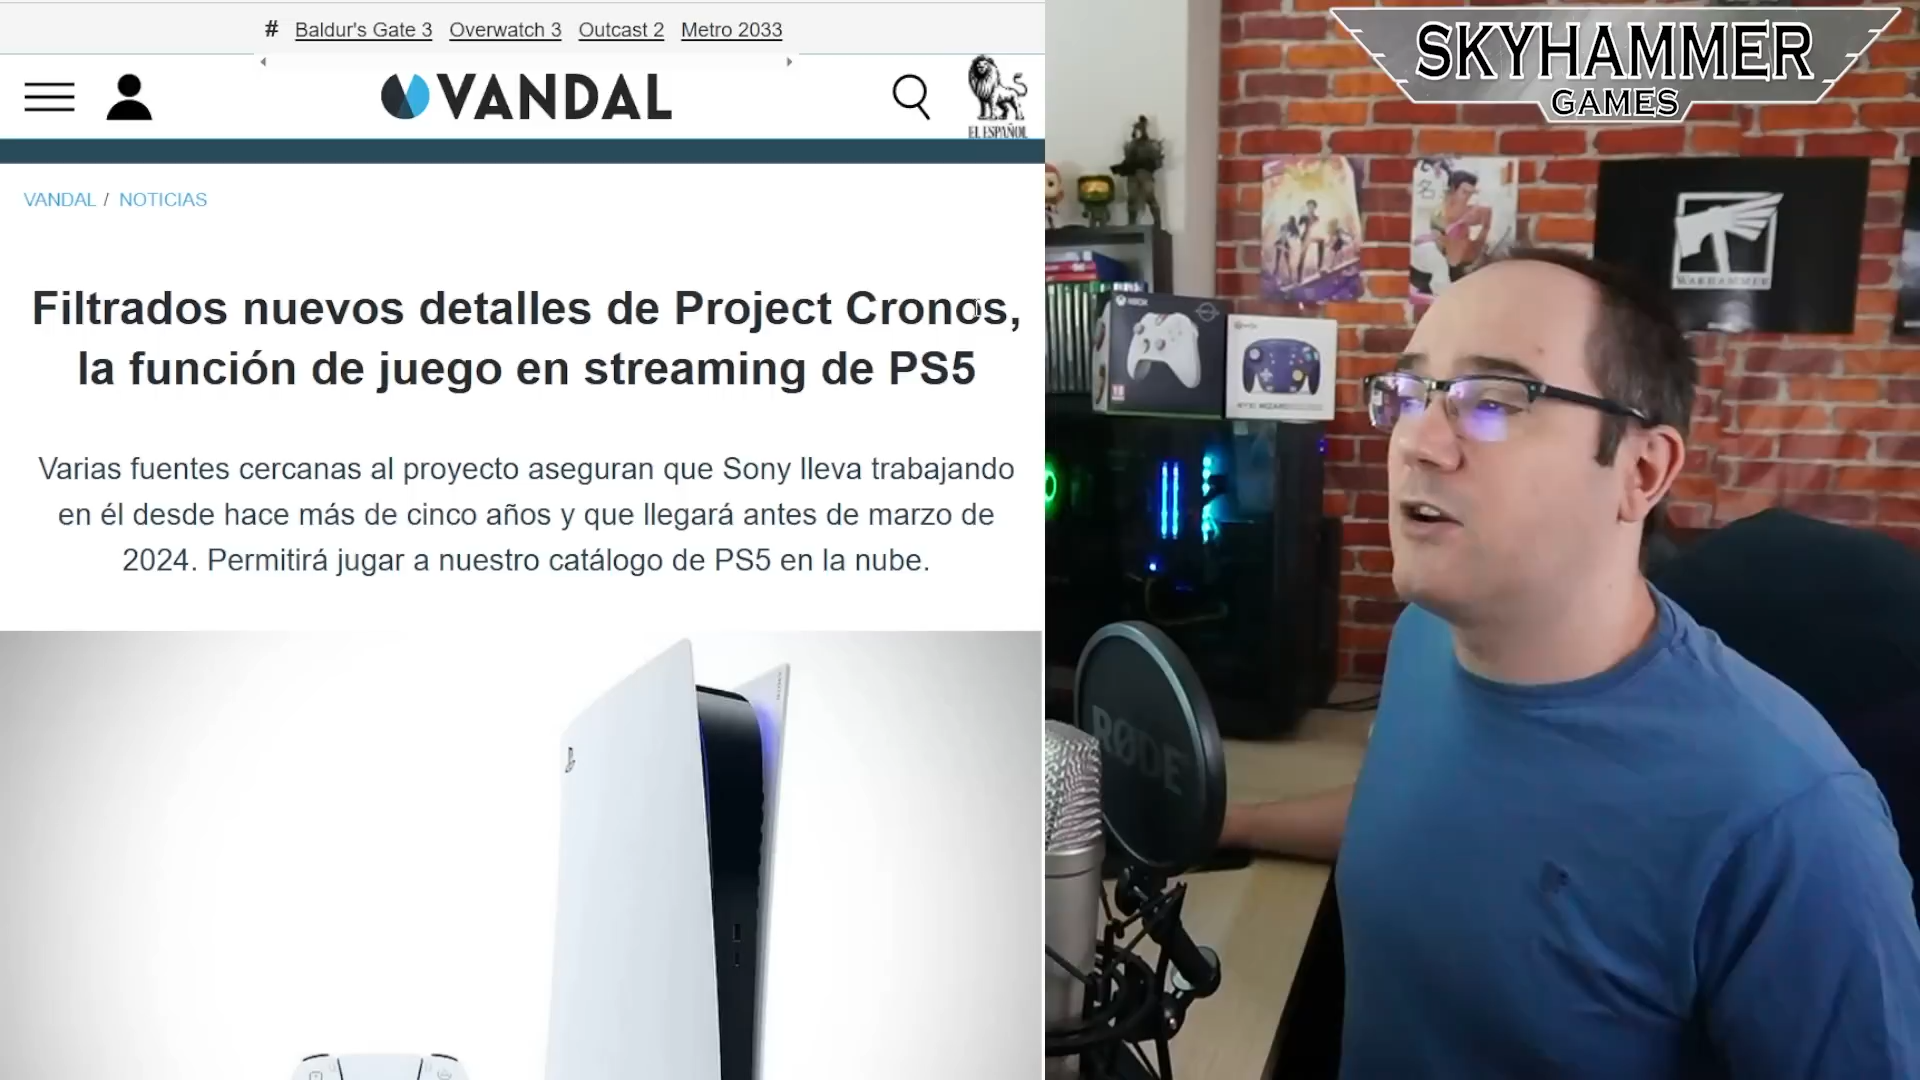 # Baldur's Gate 3 Overwatch 3 Outcast 2 Metro 2033
VANDAL
EL ESPAÑOL
VANDAL / NOTICIAS
Filtrados nuevos detalles de Project Cronos,
la función de juego en streaming de PS5
Varias fuentes cercanas al proyecto aseguran que Sony lleva trabajando
en él desde hace más de cinco años y que llegará antes de marzo de
2024. Permitirá jugar a nuestro catálogo de PS5 en la nube.
SKYHAMMER
GAMES
WARHAMMER
XBOX
RØDE